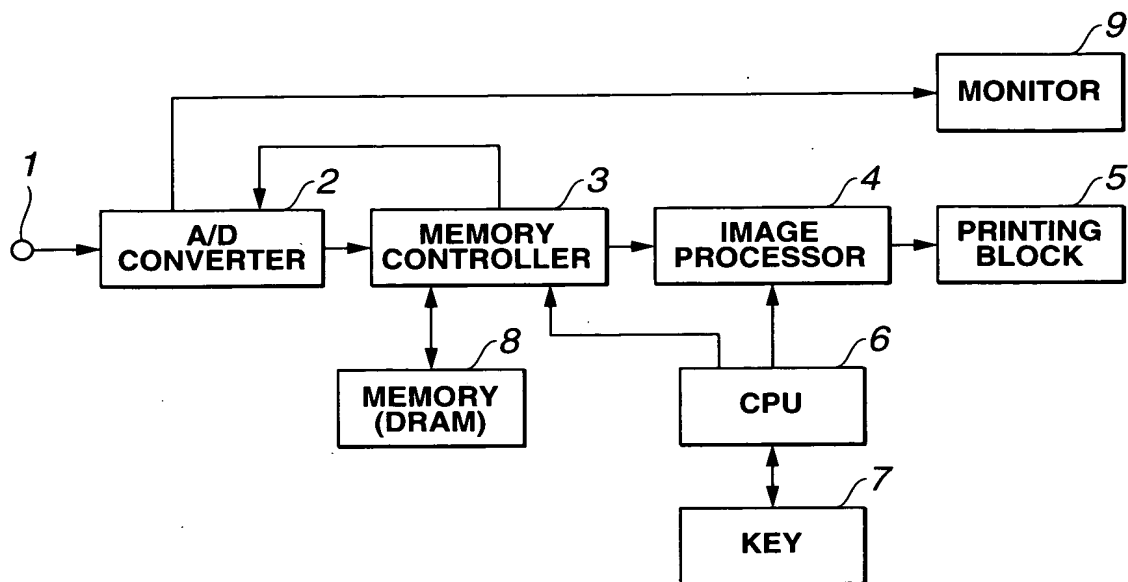 9
MONITOR
1
2
3
4
5
A/D
CONVERTER
MEMORY
CONTROLLER
IMAGE
PROCESSOR
PRINTING
BLOCK
8
6
MEMORY
(DRAM)
CPU
7
KEY